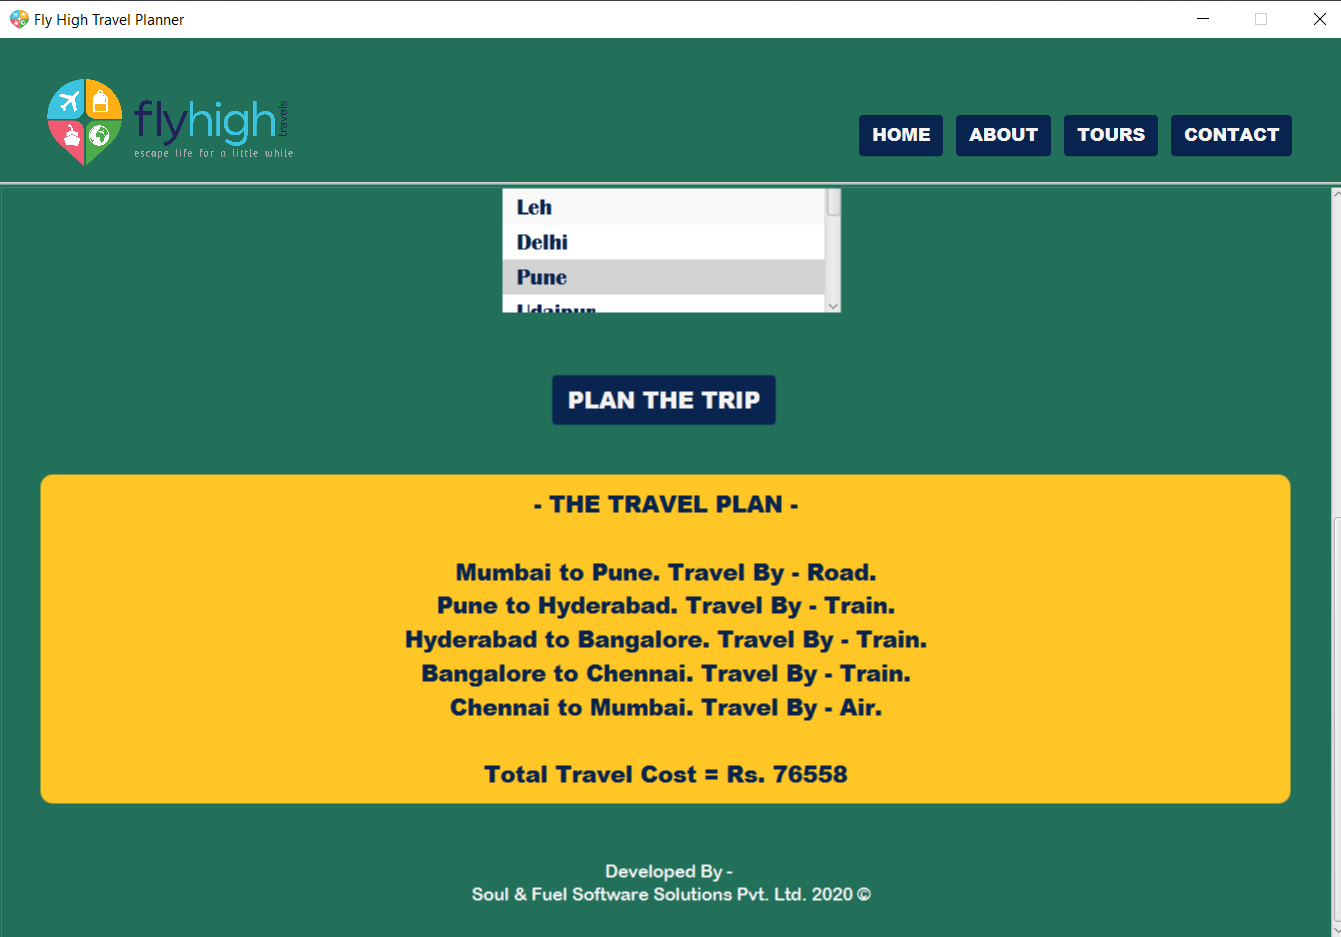 Fly High Travel Planner
flyhigh travels
escape life for a little while
HOME ABOUT TOURS CONTACT
Leh
Delhi
Pune
Udaipur
PLAN THE TRIP
- THE TRAVEL PLAN -
Mumbai to Pune. Travel By - Road.
Pune to Hyderabad. Travel By - Train.
Hyderabad to Bangalore. Travel By - Train.
Bangalore to Chennai. Travel By - Train.
Chennai to Mumbai. Travel By - Air.
Total Travel Cost = Rs. 76558
Developed By -
Soul & Fuel Software Solutions Pvt. Ltd. 2020 ©